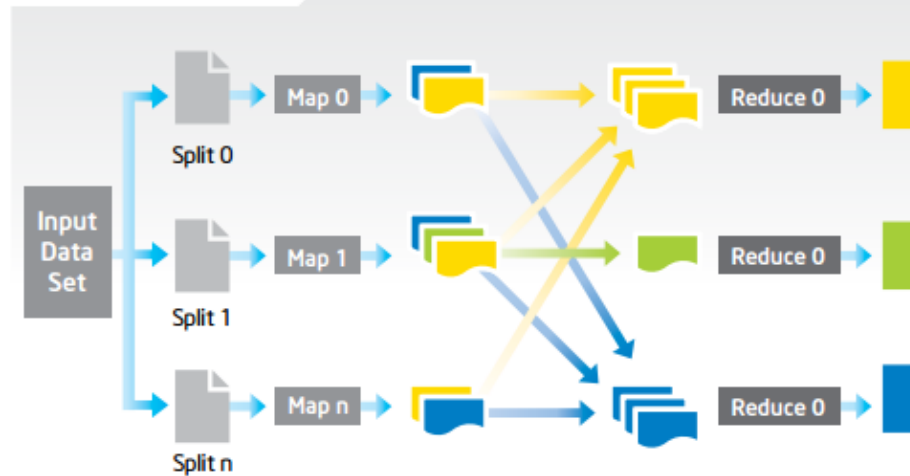 Map 0
Reduce 0
Split 0
Input
Data
Set
Map 1
Reduce 0
Split 1
Map n
Reduce 0
Split n